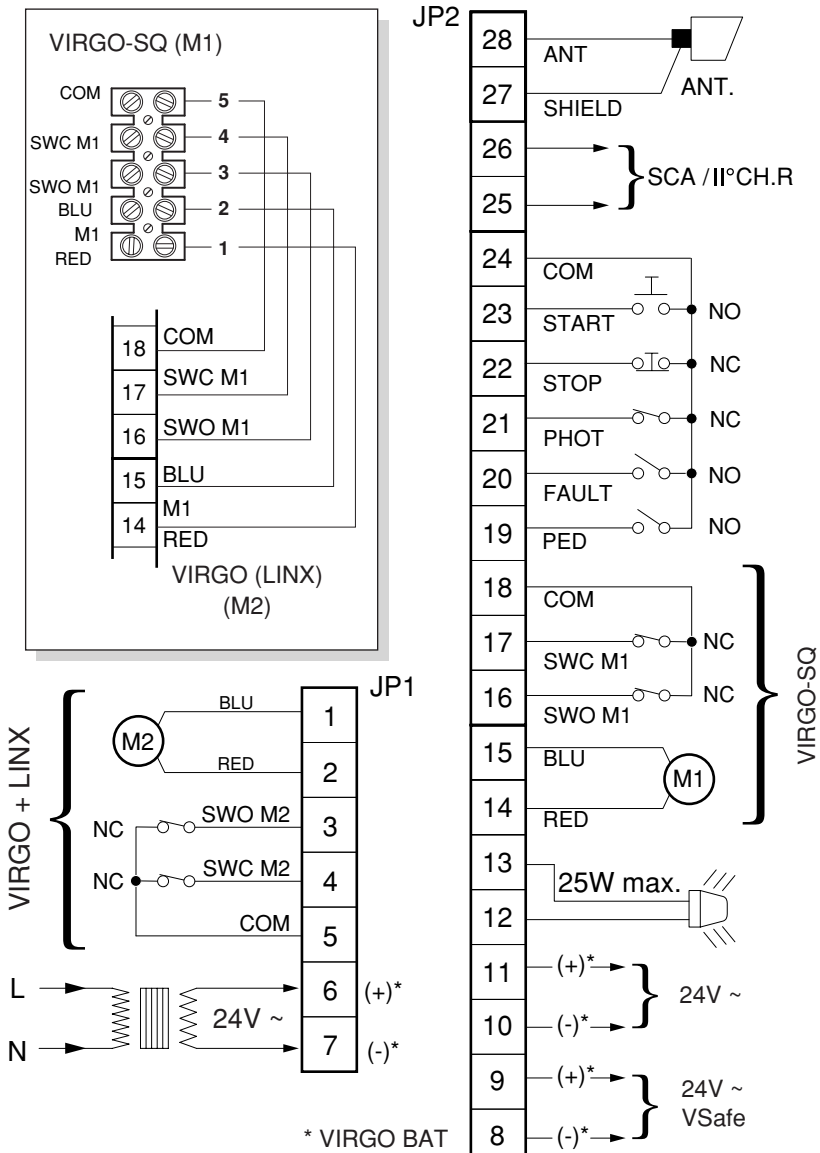 VIRGO-SQ (M1)
COM
5
SWC M1
4
3
SWO M1
BLU
2
M1
RED
1
18 COM
17 SWC M1
16 SWO M1
15 BLU
14 M1
RED
VIRGO (LINX)
(M2)
JP2
28 ANT
ANT.
27 SHIELD
26
25
SCA / II°CH.R
24 COM
23 START NO
22 STOP NC
21 PHOT NC
20 FAULT NO
19 PED NO
18 COM
17 SWC M1 NC
16 SWO M1 NC
15 BLU
M1
14 RED
VIRGO-SQ
13
25W max.
12
11 (+)*
24V ~
10 (-)*
9 (+)*
24V ~
VSafe
8 (-)*
JP1
VIRGO + LINX
M2
BLU 1
RED 2
NC SWO M2 3
NC SWC M2 4
COM 5
L 24V ~ 6 (+)*
N 7 (-)*
* VIRGO BAT